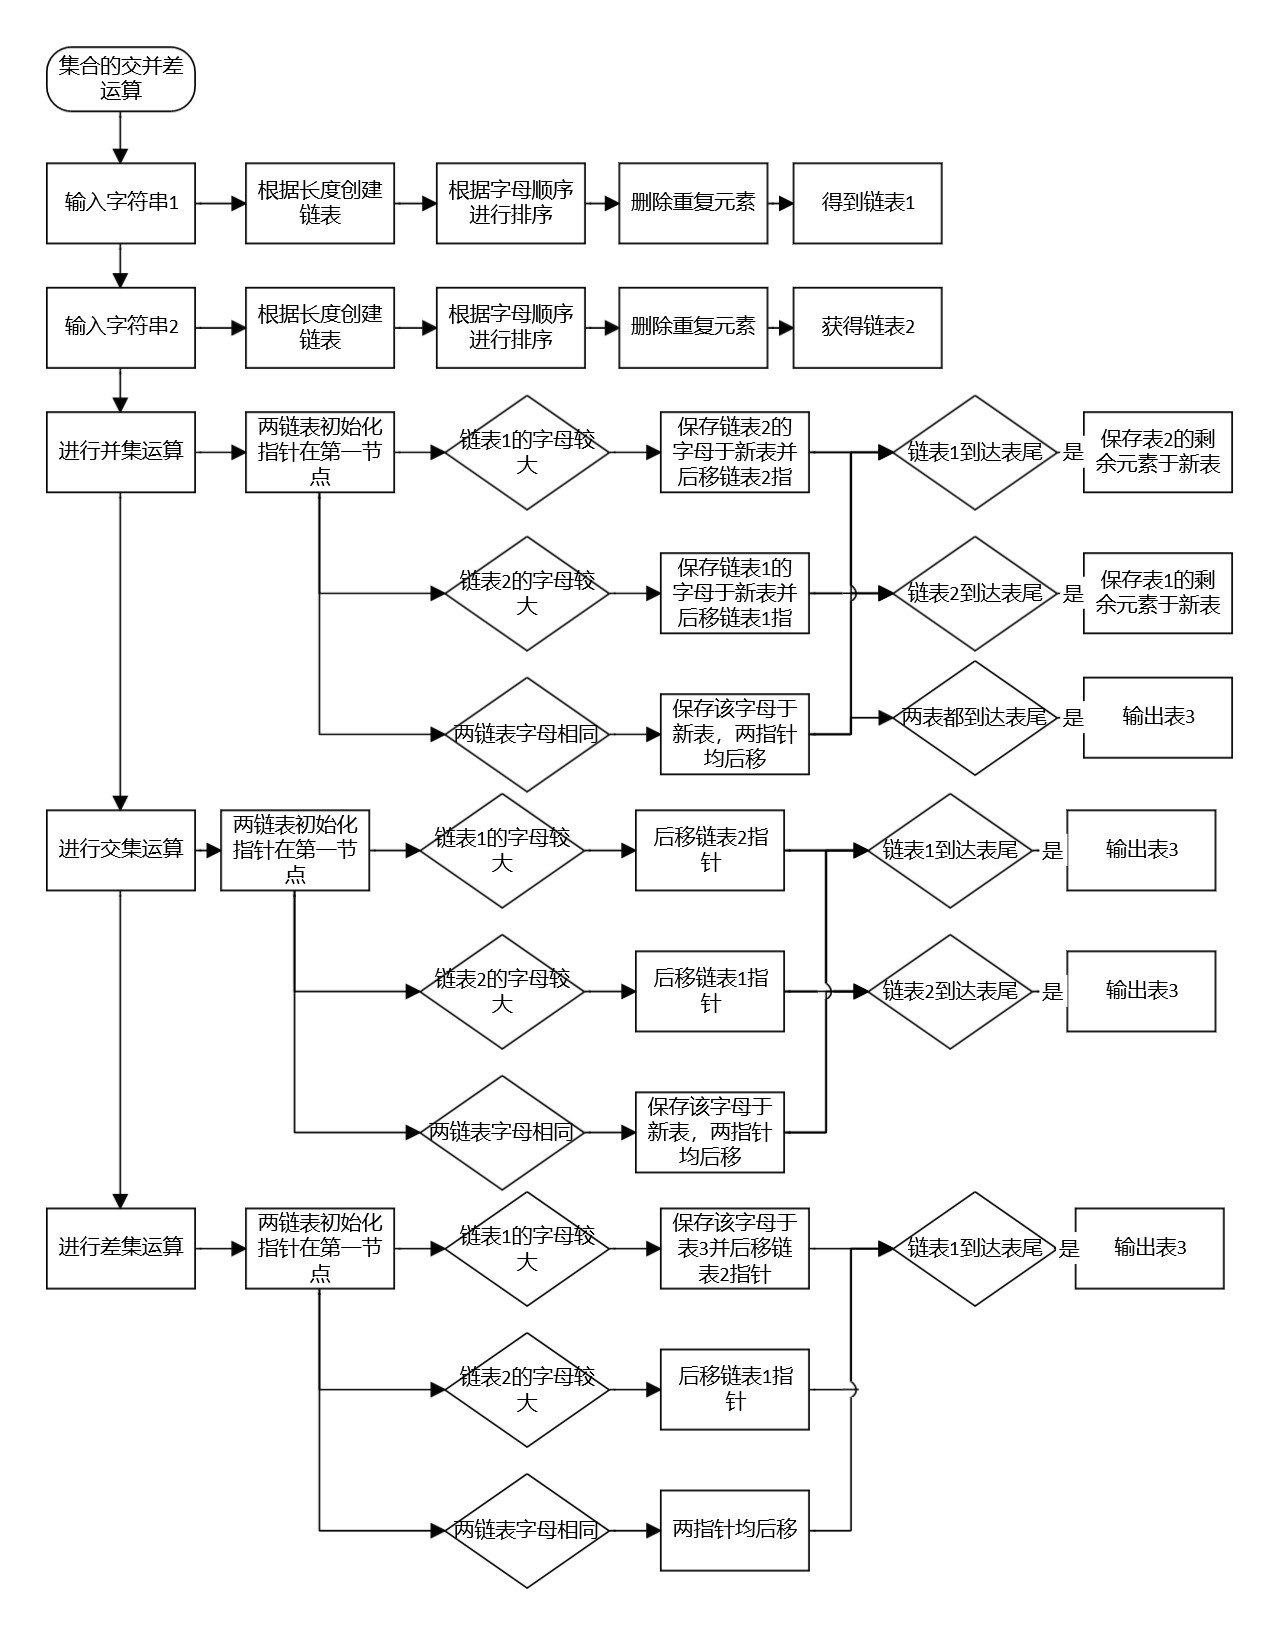 集合的交并差
运算
输入字符串1
根据长度创建
链表
根据字母顺序
进行排序
删除重复元素
得到链表1
输入字符串2
根据长度创建
链表
根据字母顺序
进行排序
删除重复元素
获得链表2
进行并集运算
两链表初始化
指针在第一节
点
链表1的字母较
大
保存链表2的
字母于新表并
后移链表2指
链表1到达表尾
是
保存表2的剩
余元素于新表
链表2的字母较
大
保存链表1的
字母于新表并
后移链表1指
链表2到达表尾
是
保存表1的剩
余元素于新表
两链表字母相同
保存该字母于
新表，两指针
均后移
两表都到达表尾
是
输出表3
进行交集运算
两链表初始化
指针在第一节
点
链表1的字母较
大
后移链表2指
针
链表1到达表尾
是
输出表3
链表2的字母较
大
后移链表1指
针
链表2到达表尾
是
输出表3
两链表字母相同
保存该字母于
新表，两指针
均后移
进行差集运算
两链表初始化
指针在第一节
点
链表1的字母较
大
保存该字母于
表3并后移链
表2指针
链表1到达表尾
是
输出表3
链表2的字母较
大
后移链表1指
针
两链表字母相同
两指针均后移